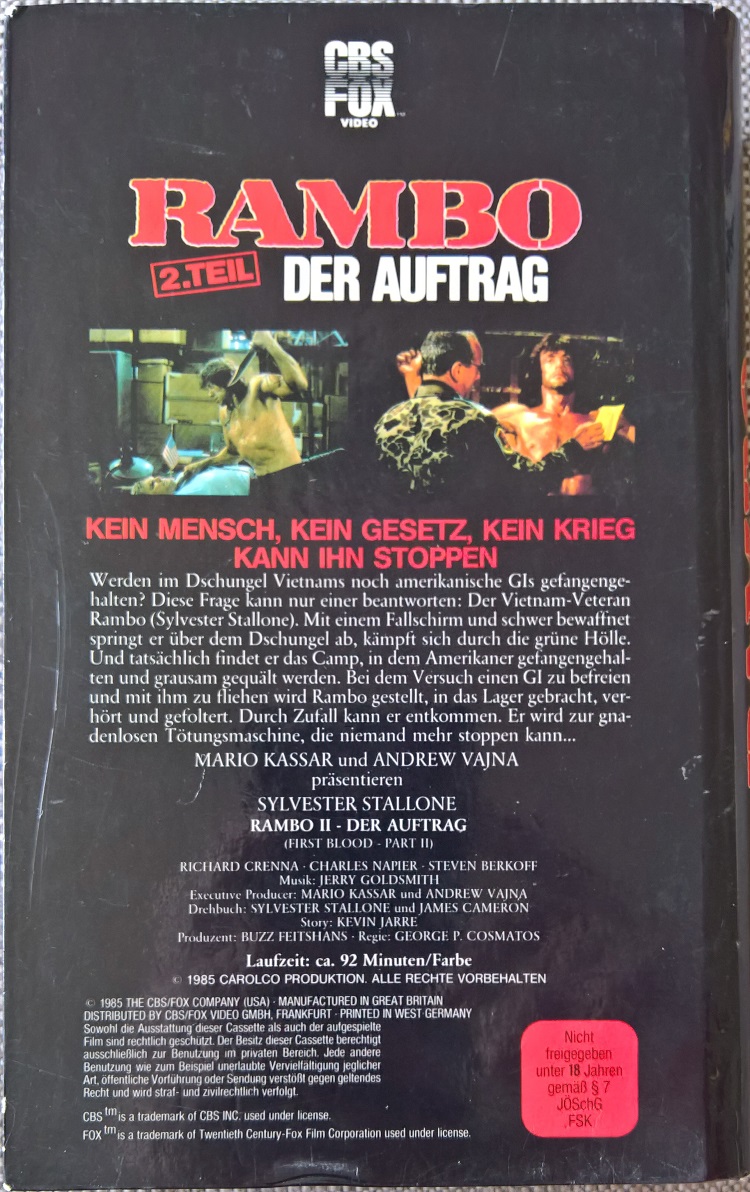 CBS
FOX
VIDEO
RAMBO
2.TEIL DER AUFTRAG
KEIN MENSCH, KEIN GESETZ, KEIN KRIEG
KANN IHN STOPPEN
Werden im Dschungel Vietnams noch amerikanische GIs gefangenge-
halten? Diese Frage kann nur einer beantworten: Der Vietnam-Veteran
Rambo (Sylvester Stallone). Mit einem Fallschirm und schwer bewaffnet
springt er über dem Dschungel ab, kämpft sich durch die grüne Hölle.
Und tatsächlich findet er das Camp, in dem Amerikaner gefangengehal-
ten und grausam gequält werden. Bei dem Versuch einen GI zu befreien
und mit ihm zu fliehen wird Rambo gestellt, in das Lager gebracht, ver-
hört und gefoltert. Durch Zufall kann er entkommen. Er wird zur gna-
denlosen Tötungsmaschine, die niemand mehr stoppen kann...
MARIO KASSAR und ANDREW VAJNA
präsentieren
SYLVESTER STALLONE
RAMBO II - DER AUFTRAG
(FIRST BLOOD - PART II)
RICHARD CRENNA · CHARLES NAPIER · STEVEN BERKOFF
Musik: JERRY GOLDSMITH
Executive Producer: MARIO KASSAR und ANDREW VAJNA
Drehbuch: SYLVESTER STALLONE und JAMES CAMERON
Story: KEVIN JARRE
Produzent: BUZZ FEITSHANS · Regie: GEORGE P. COSMATOS
Laufzeit: ca. 92 Minuten/Farbe
© 1985 CAROLCO PRODUKTION. ALLE RECHTE VORBEHALTEN
© 1985 THE CBS/FOX COMPANY (USA) · MANUFACTURED IN GREAT BRITAIN
DISTRIBUTED BY CBS/FOX VIDEO GMBH, FRANKFURT · PRINTED IN WEST-GERMANY
Sowohl die Ausstattung dieser Cassette als auch der aufgespielte
Film sind rechtlich geschützt. Der Besitz dieser Cassette berechtigt
ausschließlich zur Benutzung im privaten Bereich. Jede andere
Benutzung wie zum Beispiel unerlaubte Vervielfältigung jeglicher
Art, öffentliche Vorführung oder Sendung verstößt gegen geltendes
Recht und wird straf- und zivilrechtlich verfolgt.
CBS tm is a trademark of CBS INC. used under license.
FOX tm is a trademark of Twentieth Century-Fox Film Corporation used under license.
Nicht
freigegeben
unter 18 Jahren
gemäß § 7
JÖSchG
FSK